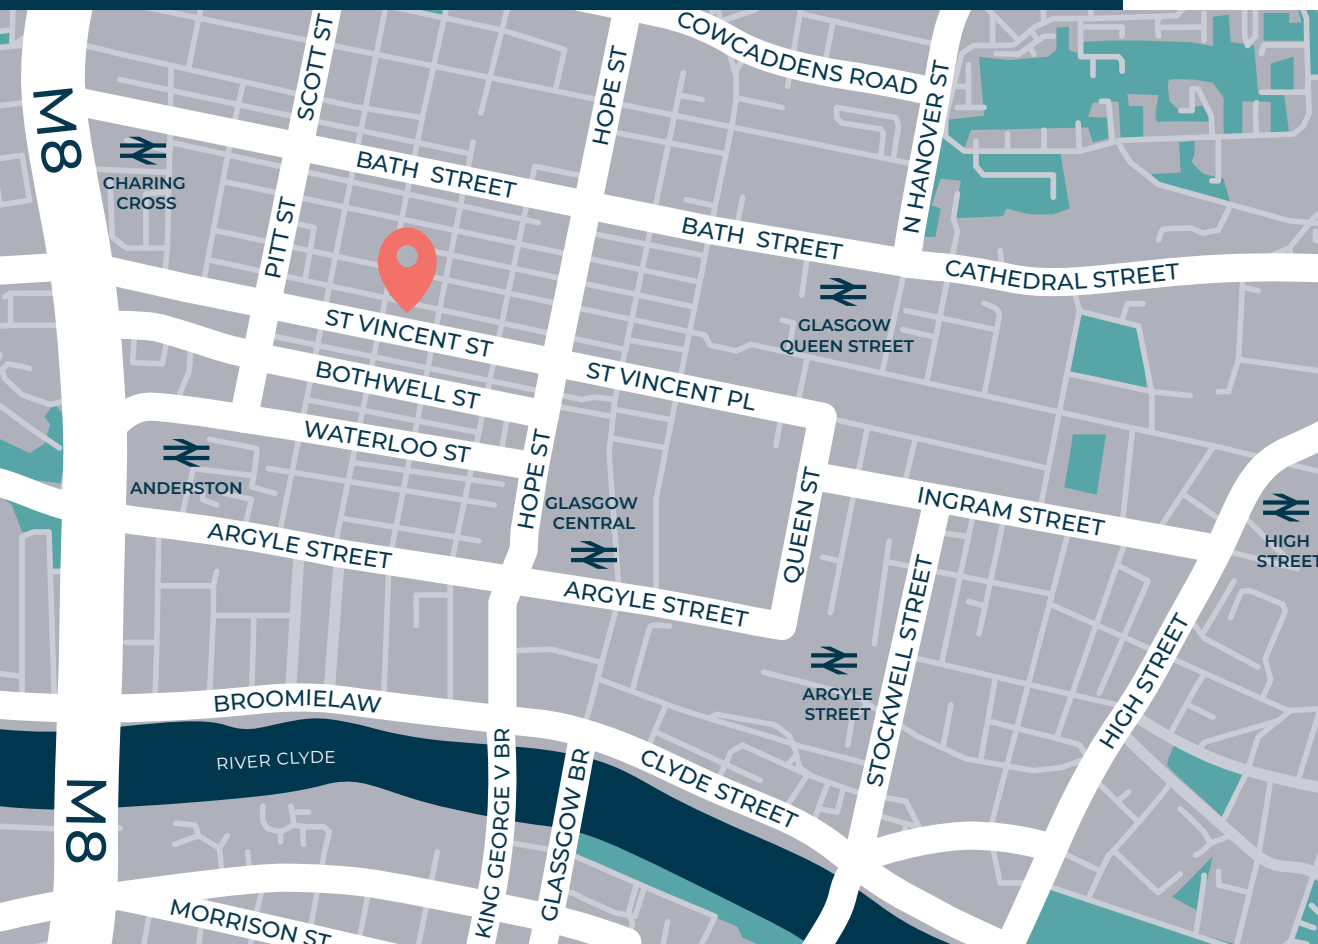 SCOTT ST
COWCADDENS ROAD
HOPE ST
N HANOVER ST
M8
CHARING
CROSS
BATH STREET
PITT ST
BATH STREET
CATHEDRAL STREET
GLASGOW
QUEEN STREET
ST VINCENT ST
BOTHWELL ST
ST VINCENT PL
WATERLOO ST
HOPE ST
ANDERSTON
GLASGOW
CENTRAL
QUEEN ST
INGRAM STREET
HIGH
STREET
ARGYLE STREET
ARGYLE STREET
STOCKWELL STREET
HIGH STREET
ARGYLE
STREET
BROOMIELAW
RIVER CLYDE
CLYDE STREET
M8
KING GEORGE V BR
GLASSGOW BR
MORRISON ST